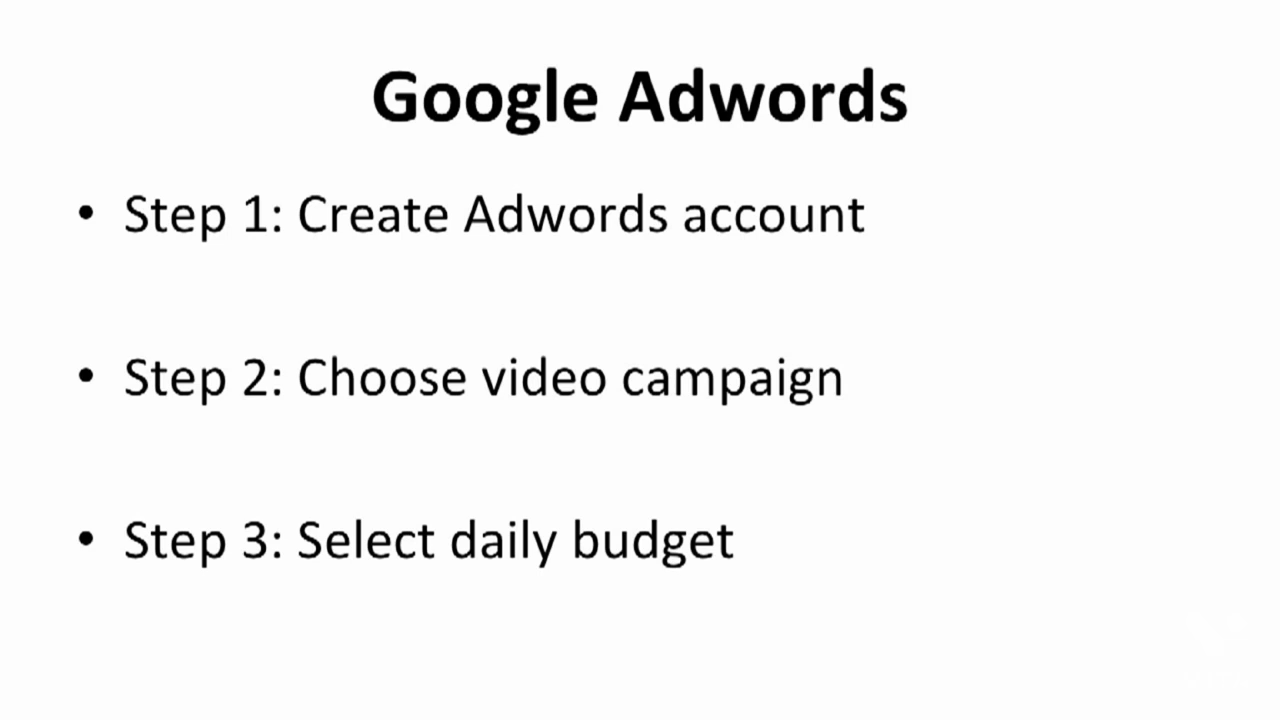 Google Adwords
• Step 1: Create Adwords account
• Step 2: Choose video campaign
• Step 3: Select daily budget